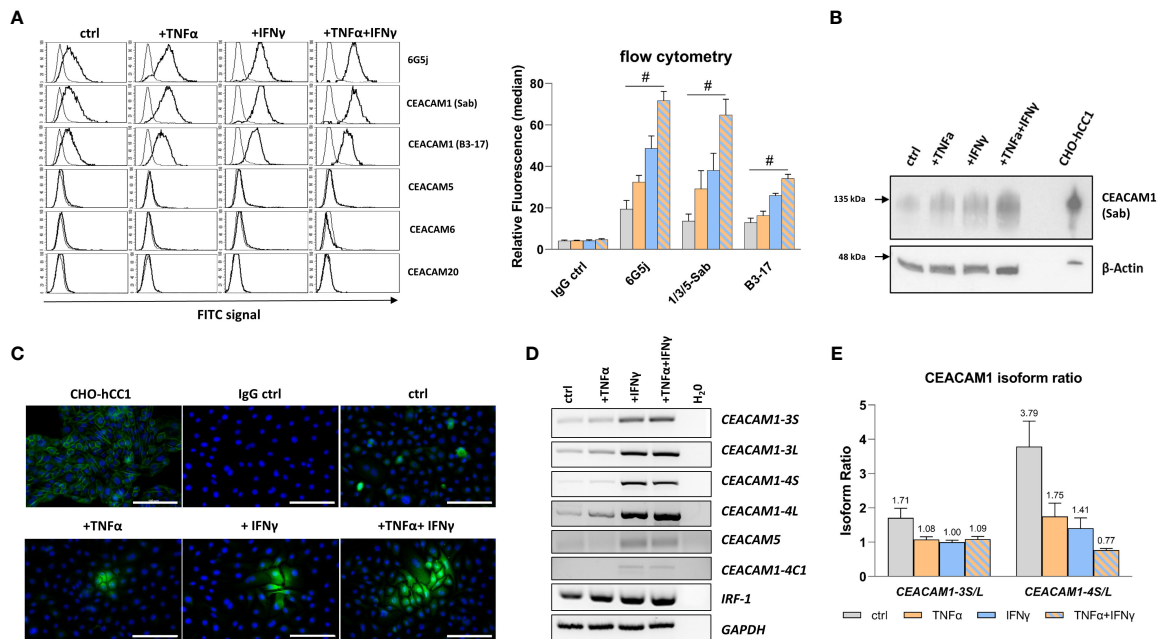 A
ctrl
+TNFα
+IFNγ
+TNFα+IFNγ
6G5j
CEACAM1 (Sab)
CEACAM1 (B3-17)
CEACAM5
CEACAM6
CEACAM20
FITC signal
flow cytometry
Relative Fluorescence (median)
80
60
40
20
0
#
#
#
IgG ctrl
6G5j
1/3/5-Sab
B3-17
B
ctrl
+TNFa
+IFNγ
+TNFa+IFNγ
CHO-hCC1
135 kDa
CEACAM1
(Sab)
48 kDa
β-Actin
C
CHO-hCC1
IgG ctrl
ctrl
+TNFα
+ IFNγ
+TNFα+ IFNγ
D
ctrl
+TNFα
+IFNγ
+TNFα+IFNγ
H20
CEACAM1-3S
CEACAM1-3L
CEACAM1-4S
CEACAM1-4L
CEACAM5
CEACAM1-4C1
IRF-1
GAPDH
E
CEACAM1 isoform ratio
Isoform Ratio
5
4
3
2
1
0
1.71
1.08
1.00
1.09
3.79
1.75
1.41
0.77
CEACAM1-3S/L
CEACAM1-4S/L
ctrl
TNFα
IFNγ
TNFα+IFNγ